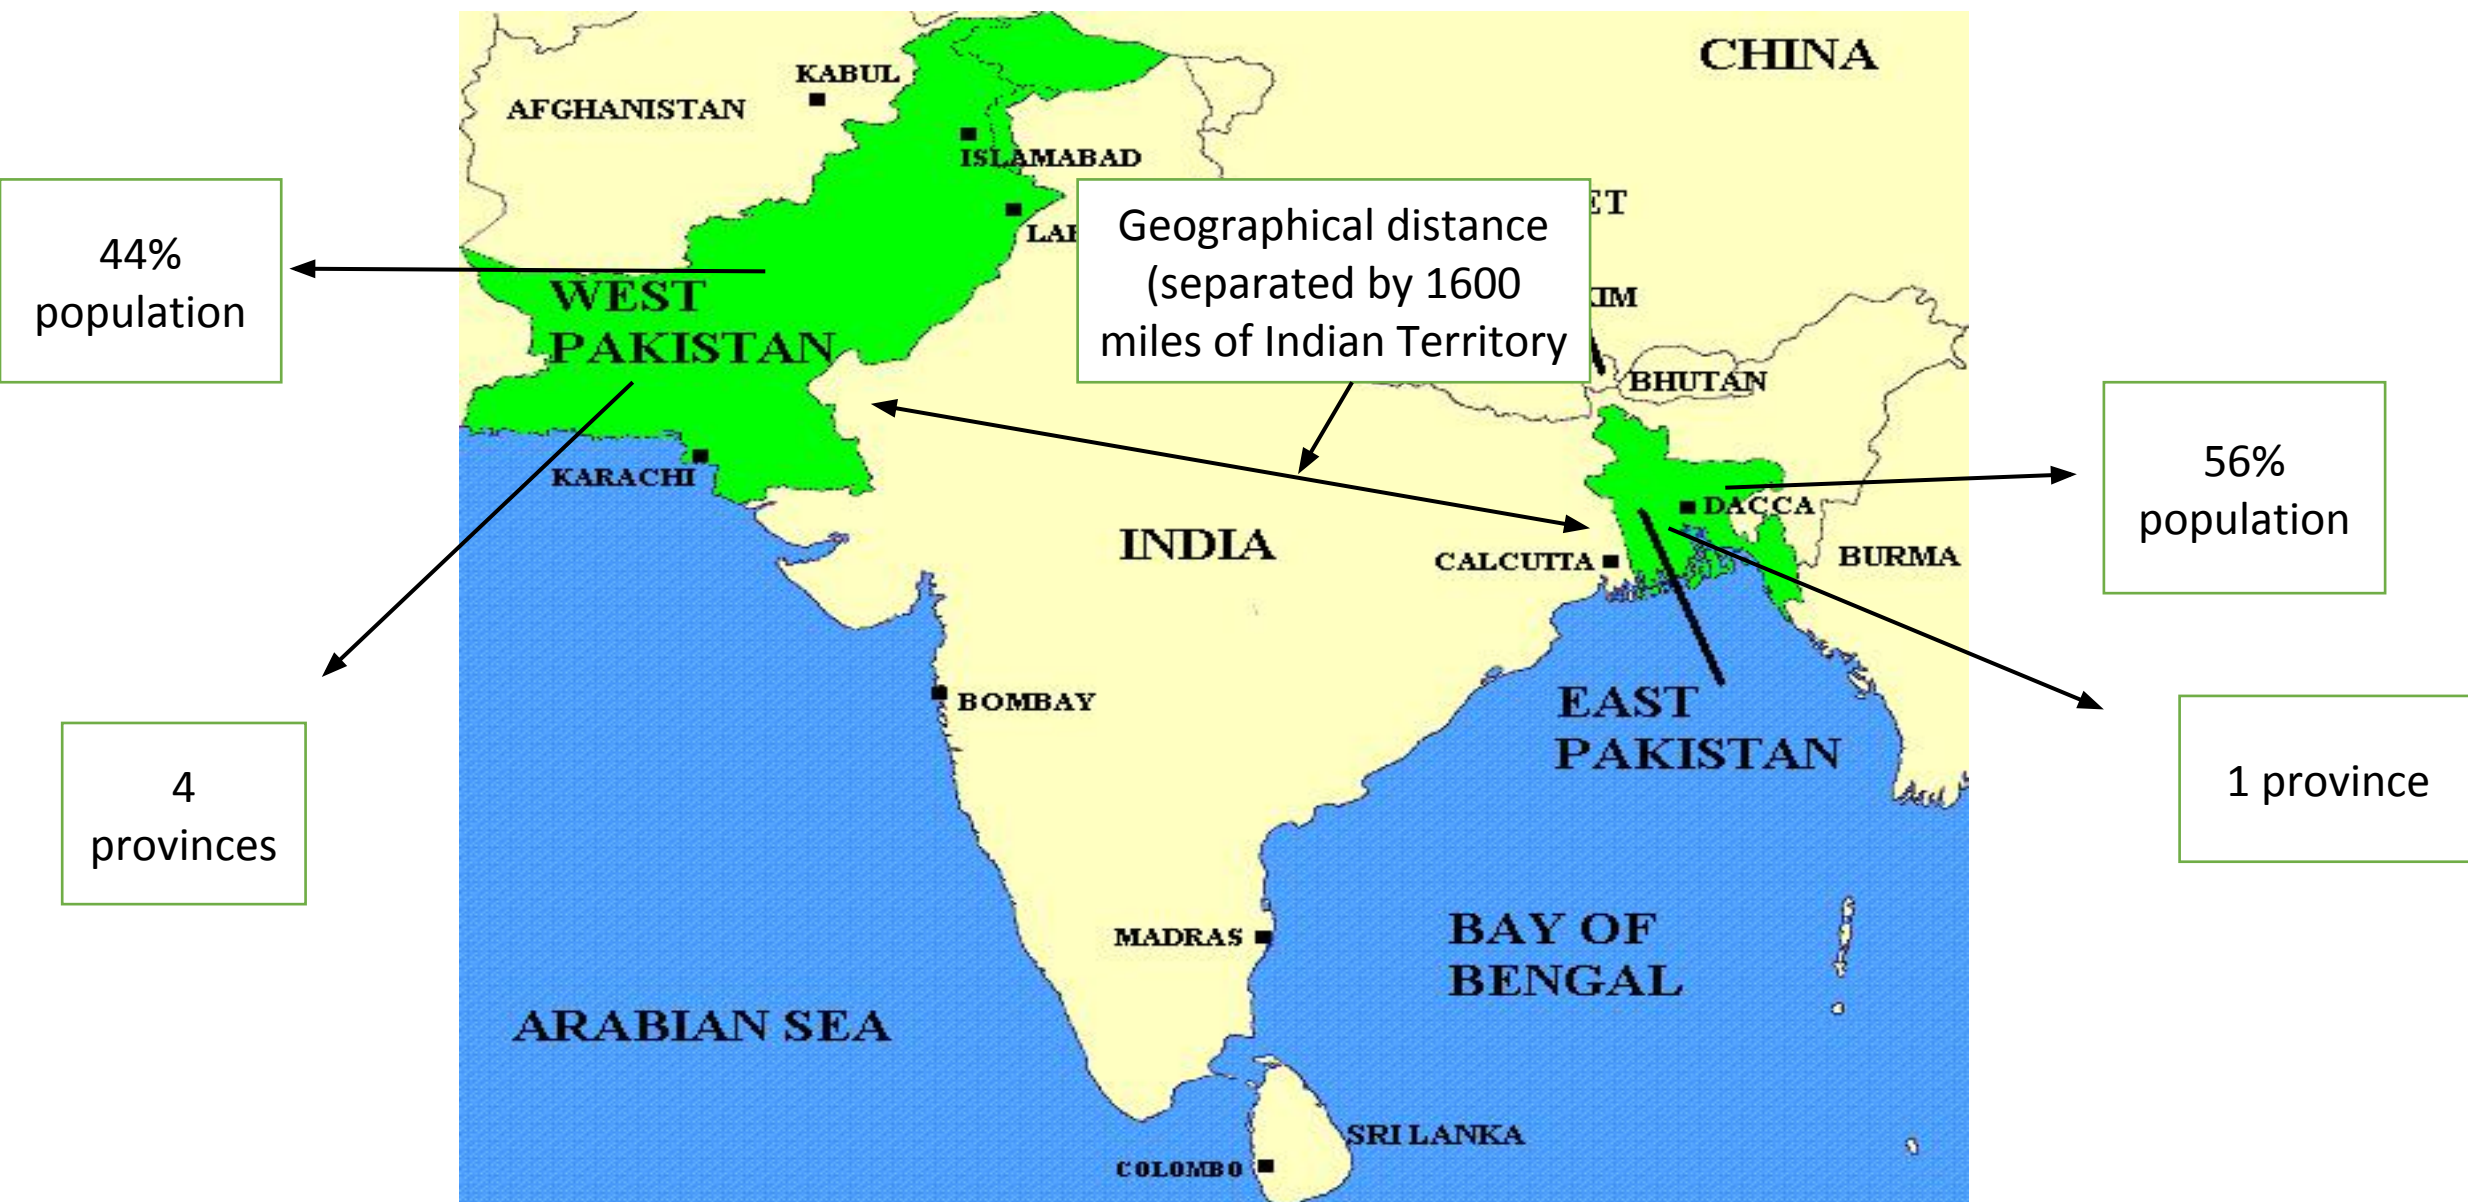 CHINA
KABUL
AFGHANISTAN
ISLAMABAD
44%
population
Geographical distance
(separated by 1600
miles of Indian Territory
WEST
PAKISTAN
BHUTAN
KARACHI
56%
population
DACCA
INDIA
CALCUTTA
BURMA
BOMBAY
EAST
PAKISTAN
4
provinces
1 province
MADRAS
BAY OF
BENGAL
ARABIAN SEA
SRI LANKA
COLOMBO